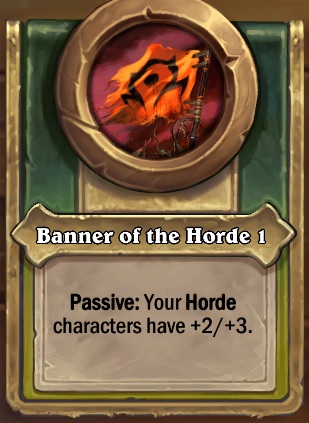 Banner of the Horde 1
Passive: Your Horde
characters have +2/+3.